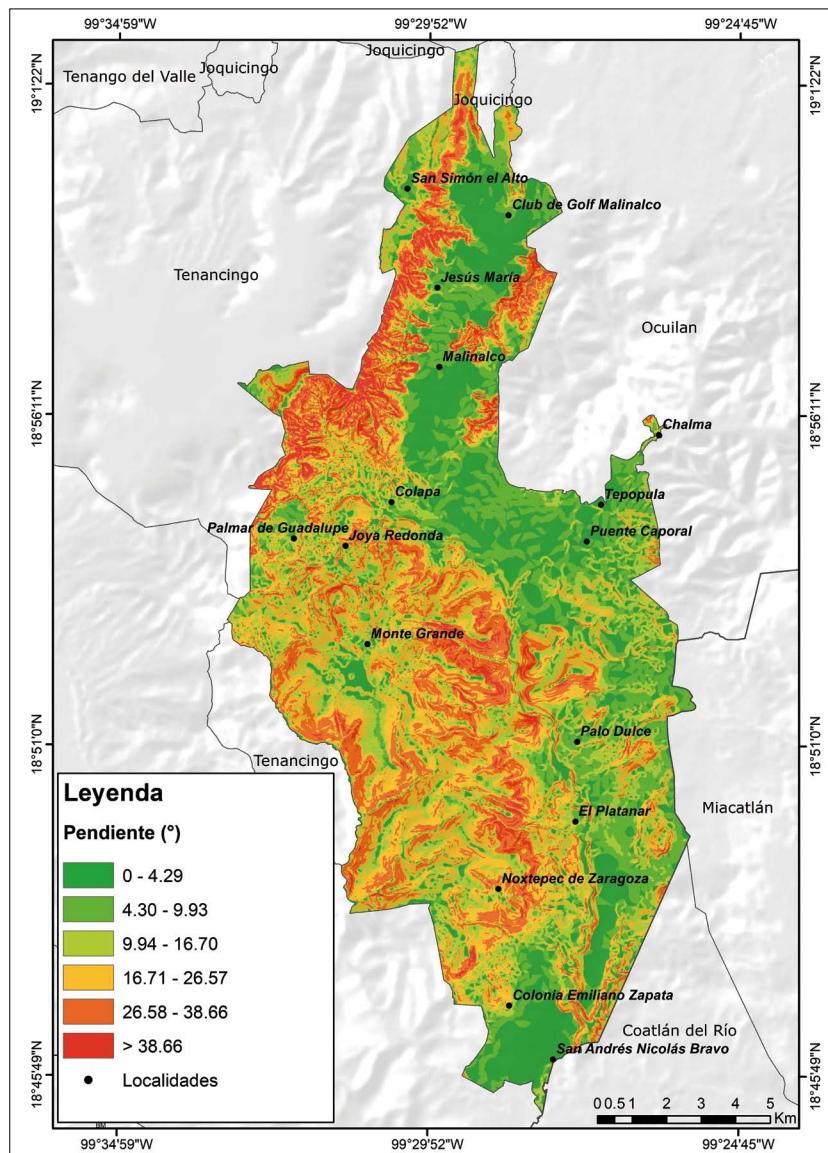 99°34'59"W
99°29'52"W
99°24'45"W
Joquicingo
Tenango del Valle
Joquicingo
Joquicingo
19°1'22"N
19°1'22"N
San Simón el Alto
Club de Golf Malinalco
Tenancingo
Jesús María
Ocuilan
Malinalco
18°56'11"N
18°56'11"N
Chalma
Colapa
Tepopula
Palmar de Guadalupe
Joya Redonda
Puente Caporal
Monte Grande
Palo Dulce
18°51'0"N
18°51'0"N
Tenancingo
Miacatlán
El Platanar
Noxtepec de Zaragoza
Colonia Emiliano Zapata
Coatlán del Río
San Andrés Nicolás Bravo
18°45'49"N
18°45'49"N
Leyenda
Pendiente (°)
0 - 4.29
4.30 - 9.93
9.94 - 16.70
16.71 - 26.57
26.58 - 38.66
> 38.66
Localidades
0 0.5 1 2 3 4 5
Km
99°34'59"W
99°29'52"W
99°24'45"W